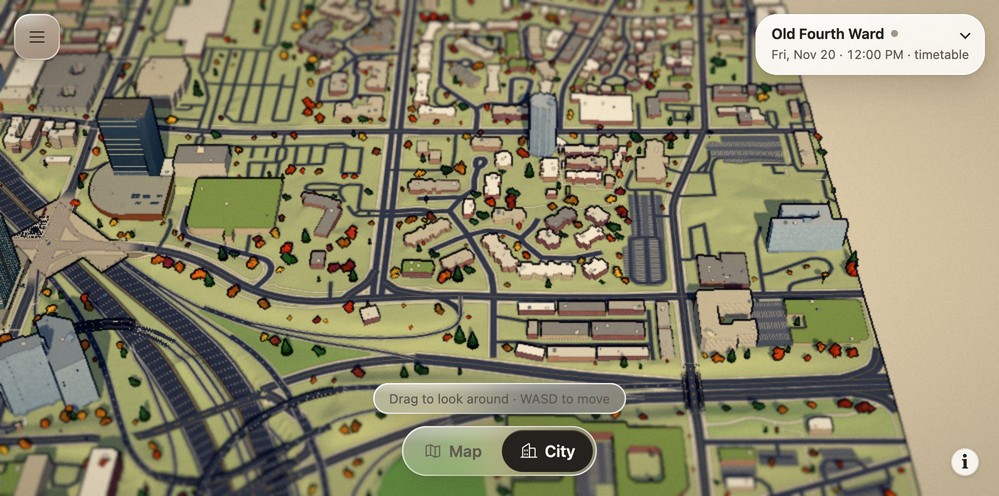 Old Fourth Ward
Fri, Nov 20 · 12:00 PM · timetable
Drag to look around · WASD to move
Map
City
i